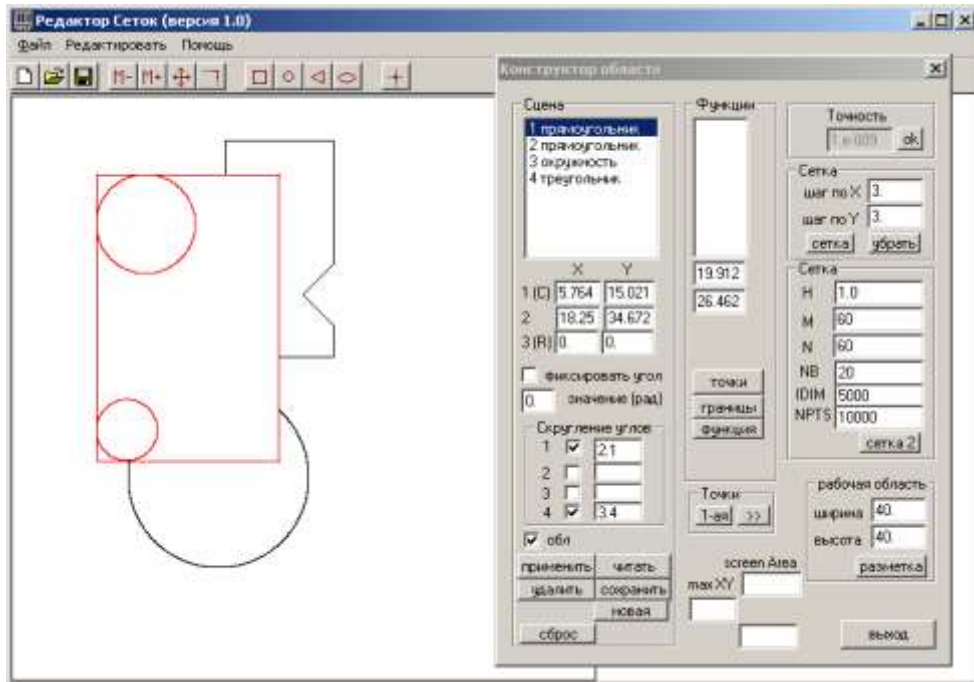 Редактор Сеток (версия 1.0)
Файл Редактировать Помощь
M- M+
Конструктор области
Сцена
1 прямоугольник
2 прямоугольник
3 окружность
4 треугольник
X Y
1 (C) 5.764 15.021
2 18.25 34.672
3 (R) 0. 0.
фиксировать угол
0. значение (рад)
Скругление углов
1 2.1
2
3
4 3.4
обл
применить читать
удалить сохранить
новая
сброс
Функции
19.912
26.462
точки
границы
функция
Точки
1-ая >>
screen Area
max XY
Точность
1.e-009 ok
Сетка
шаг по X 3.
шаг по Y 3.
сетка убрать
Сетка
H 1.0
M 60
N 60
NB 20
IDIM 5000
NPTS 10000
сетка 2
рабочая область
ширина 40.
высота 40.
разметка
выход